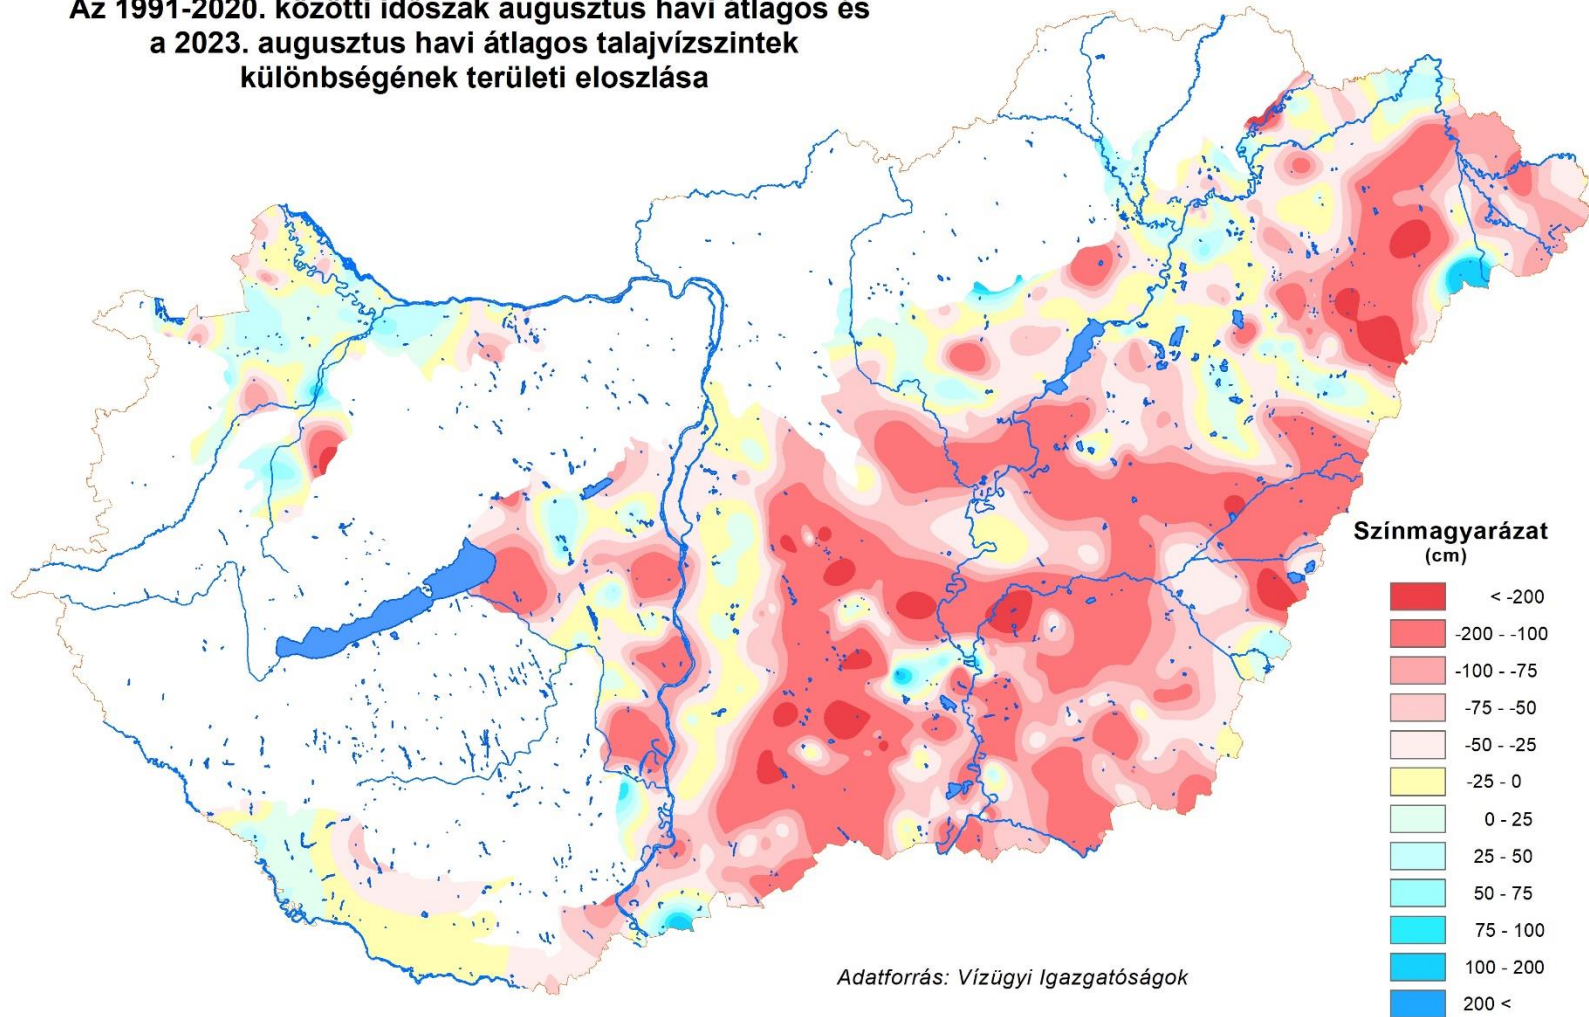 Az 1991-2020. közötti időszak augusztus havi átlagos és
a 2023. augusztus havi átlagos talajvízszintek
különbségének területi eloszlása
Színmagyarázat
(cm)
< -200
-200 - -100
-100 - -75
-75 - -50
-50 - -25
-25 - 0
0 - 25
25 - 50
50 - 75
75 - 100
100 - 200
200 <
Adatforrás: Vízügyi Igazgatóságok